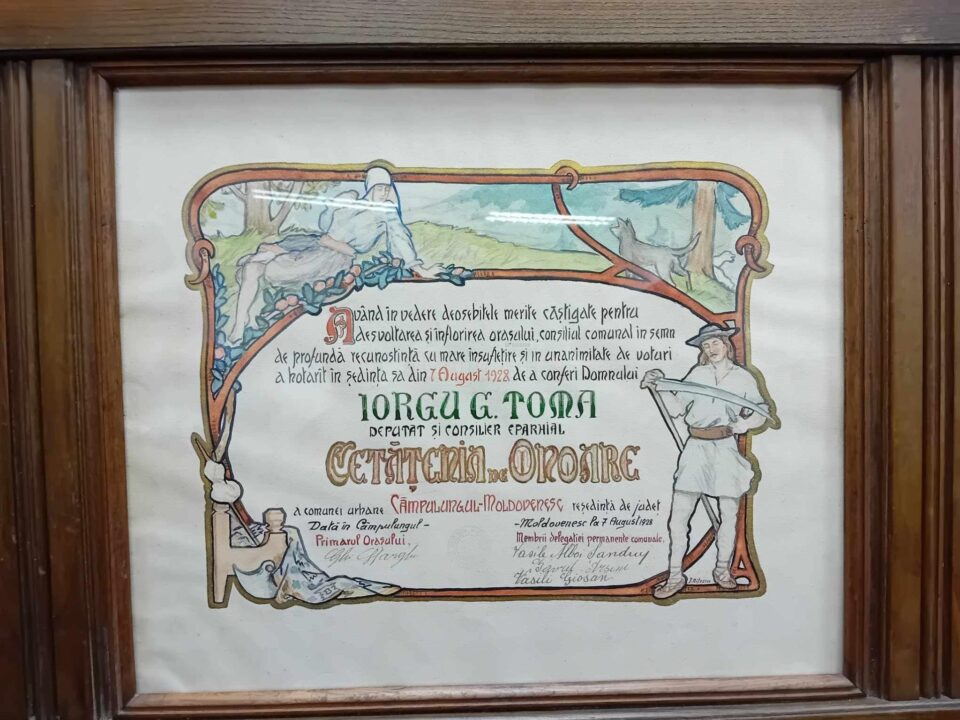 Având în vedere deosebitele merite câștigate pentru
desvoltarea și înflorirea orașului, consiliul comunal în semn
de profundă recunoștință cu mare însuflețire și in unanimitate de voturi
a hotarît în ședința sa din 7 August 1928 de a conferi Domnului
IORGU G. TOMA
DEPUTAT SI CONSILIER EPARHIAL
CETĂȚENIA DE ONOARE
a comunei urbane CÂMPULUNGUL-MOLDOVENESC reședință de județ
Dată în Câmpulungul - - Moldovenesc la 7 August 1928
Primarul Orașului,
Membrii delegației permanente comunale,
Vasile Alboi Șandru
Vasile Giosan